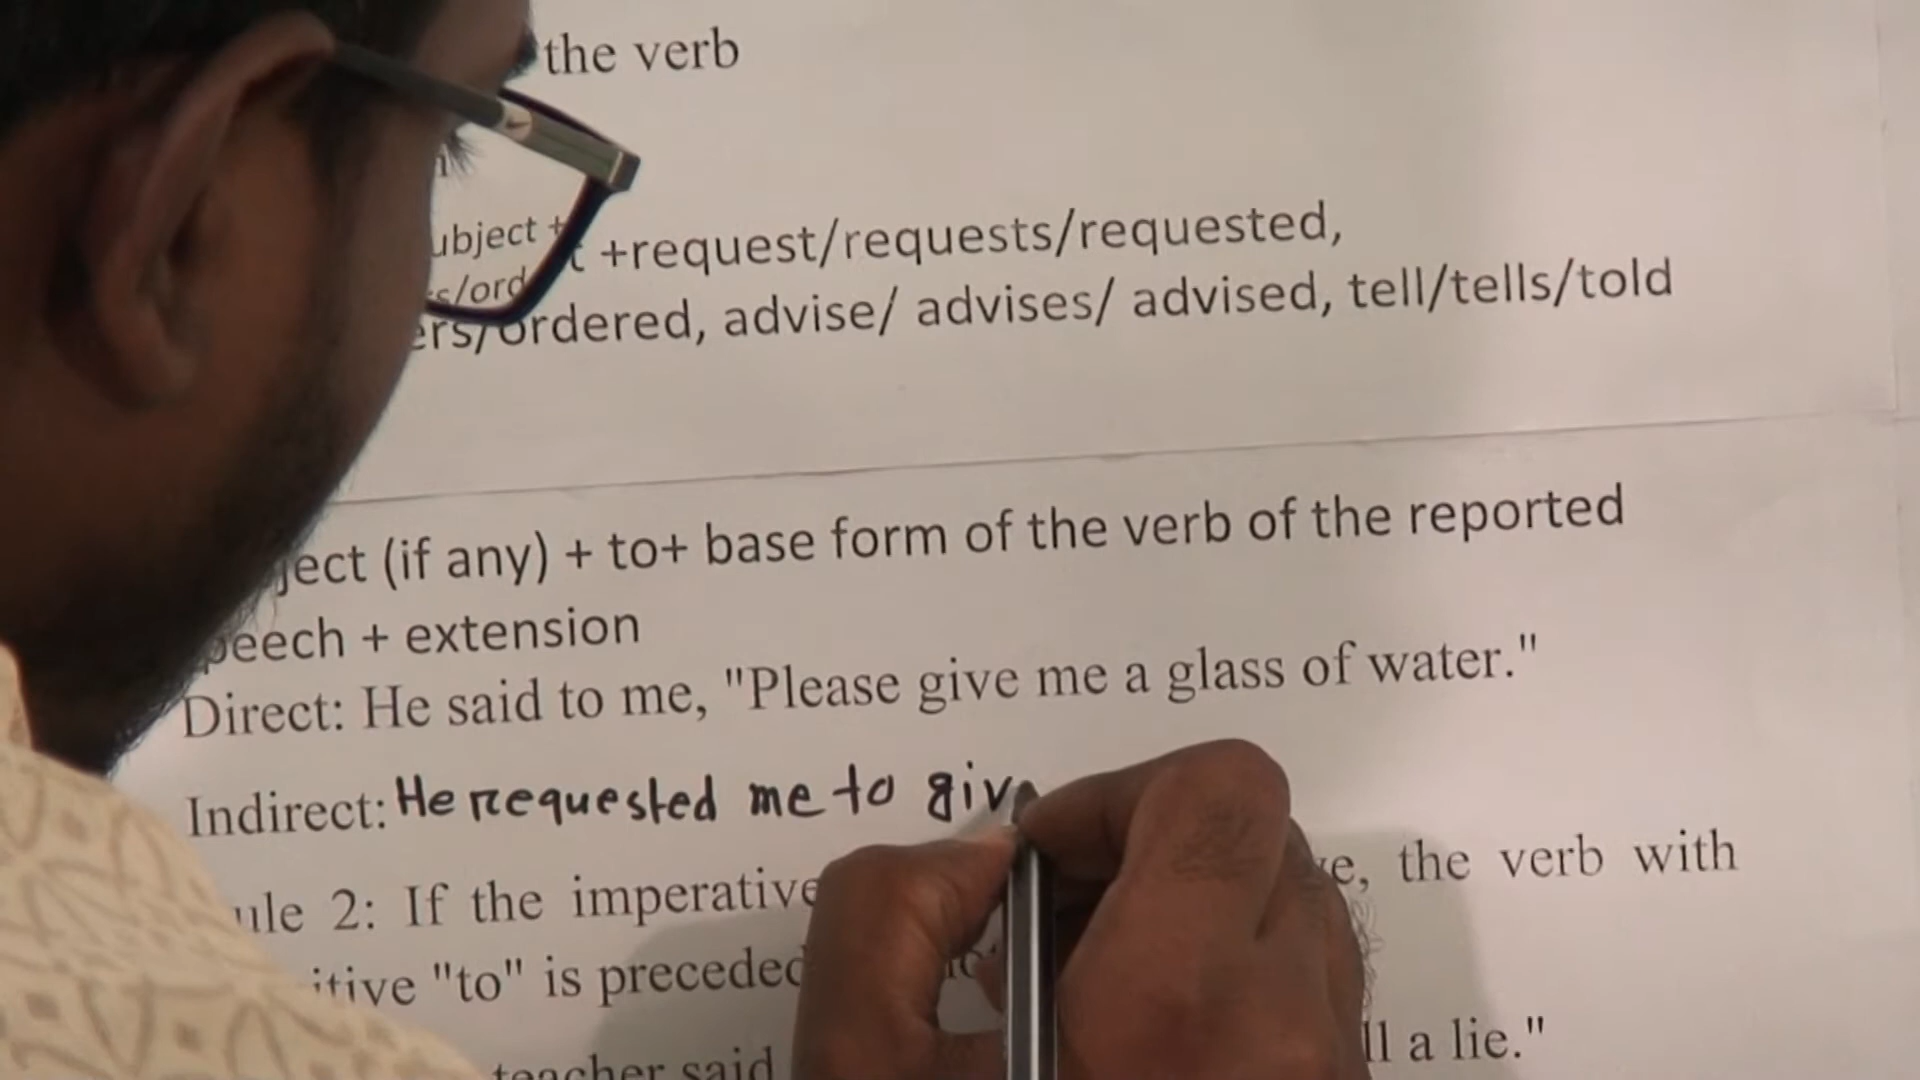 the verb
ubject + +request/requests/requested,
ers/ordered, advise/ advises/ advised, tell/tells/told
ject (if any) + to+ base form of the verb of the reported
peech + extension
Direct: He said to me, "Please give me a glass of water."
Indirect: He requested me to giv
ule 2: If the imperative the verb with
itive "to" is preceded
teacher said ll a lie."